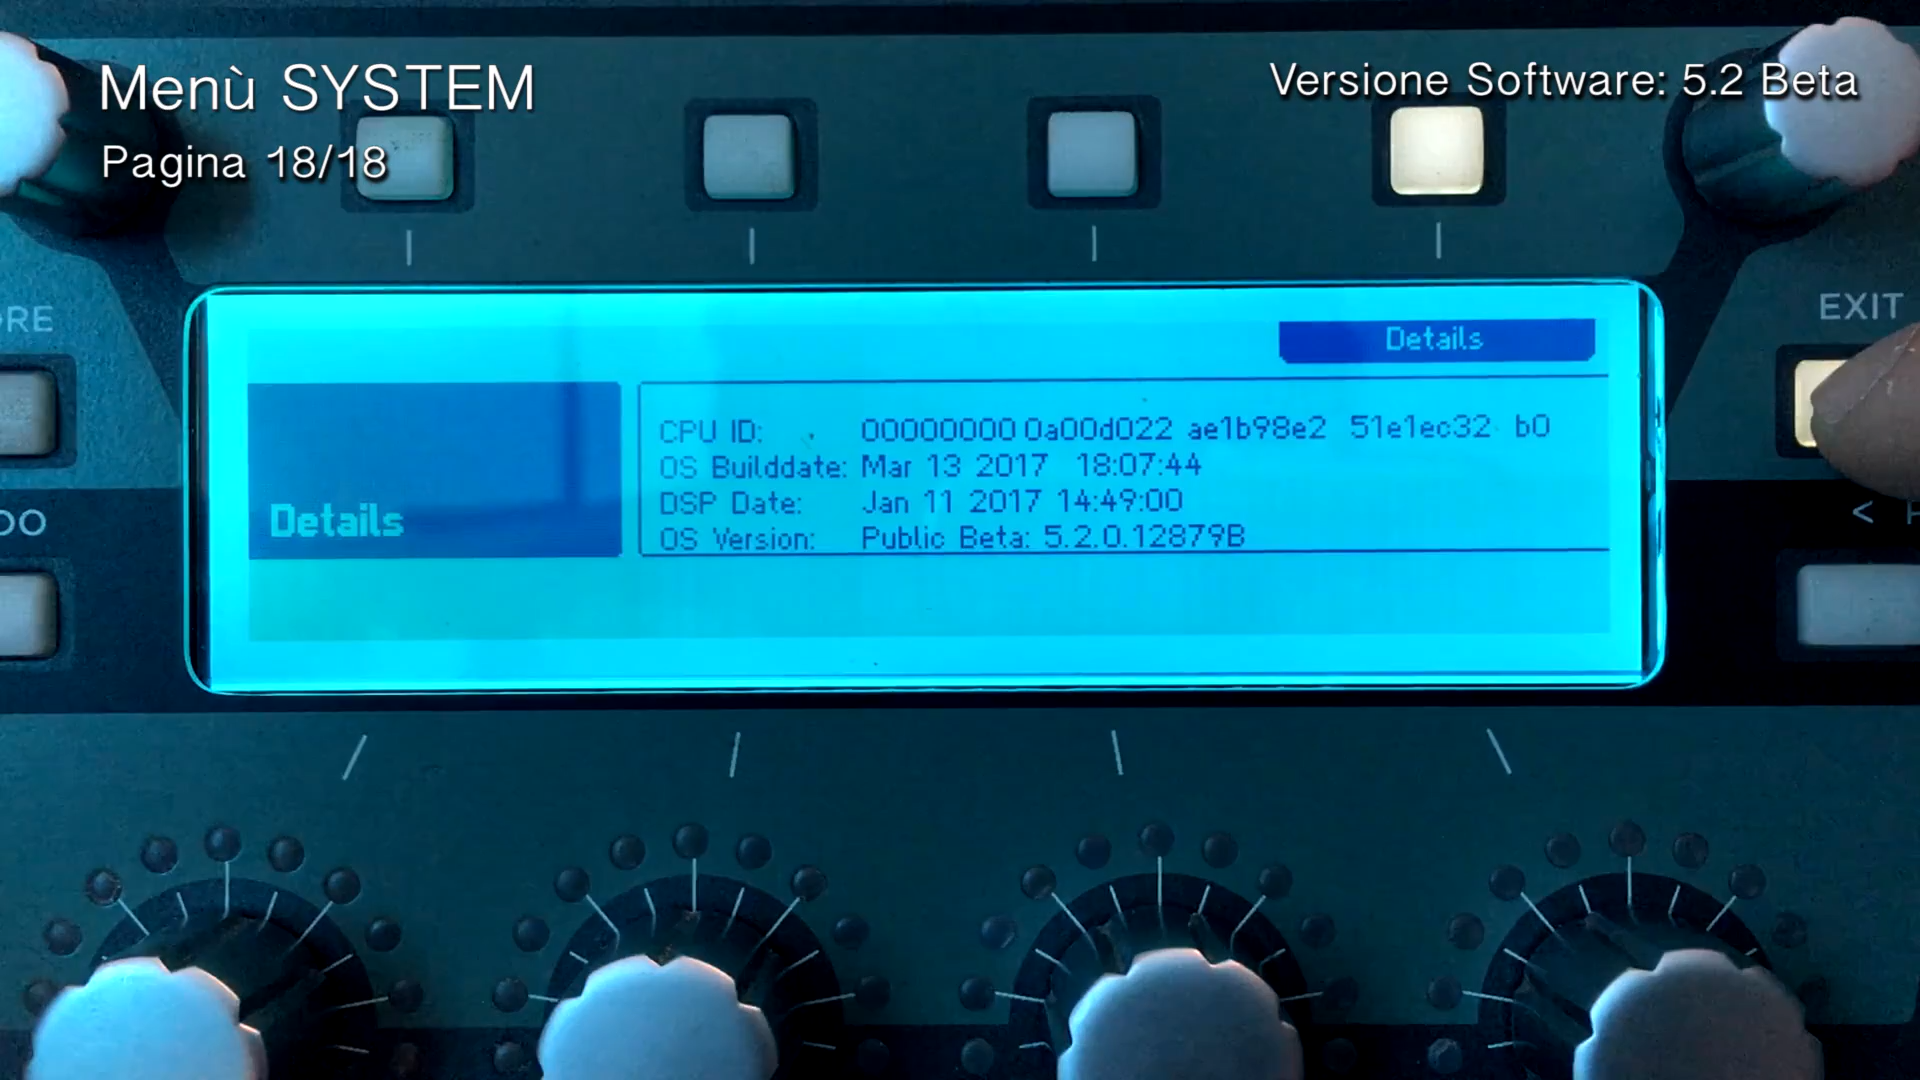 Menù SYSTEM
Versione Software: 5.2 Beta
Pagina 18/18
EXIT
Details
CPU ID: 00000000 0a00d022 ae1b98e2 51e1ec32 b0
OS Builddate: Mar 13 2017 18:07:44
DSP Date: Jan 11 2017 14:49:00
OS Version: Public Beta: 5.2.0.12879B
Details
<